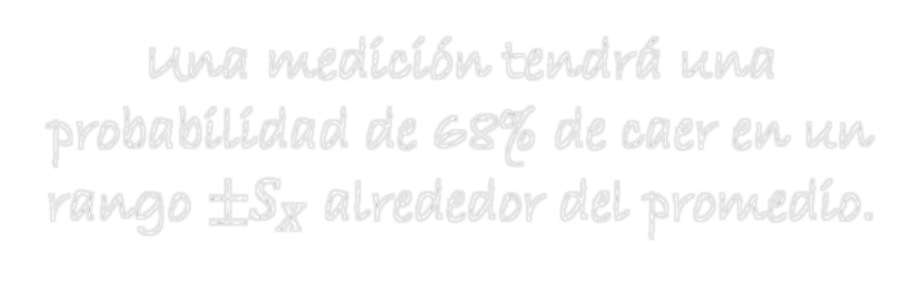 Una medición tendrá una
probabilidad de 68% de caer en un
rango ±Sₓ alrededor del promedio.